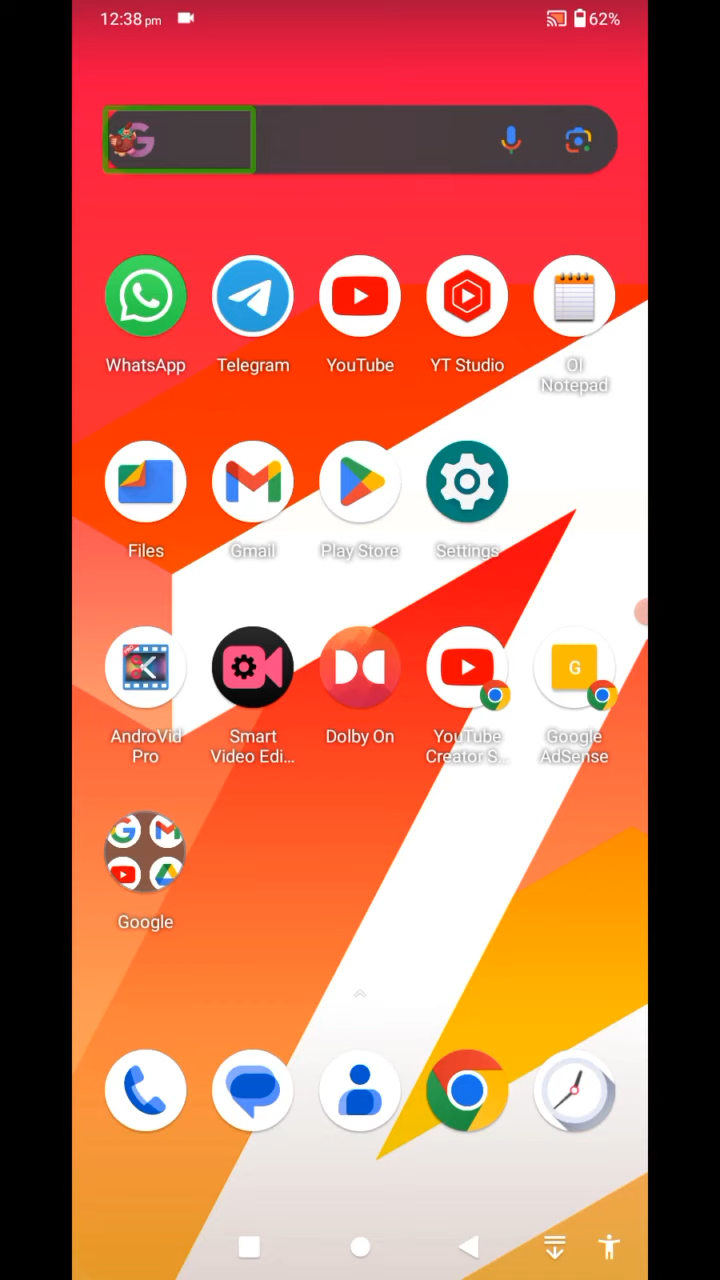 12:38 pm 62%
WhatsApp Telegram YouTube YT Studio OI Notepad
Files Gmail Play Store Settings
AndroVid Pro Smart Video Edi... Dolby On YouTube Creator S... Google AdSense
Google